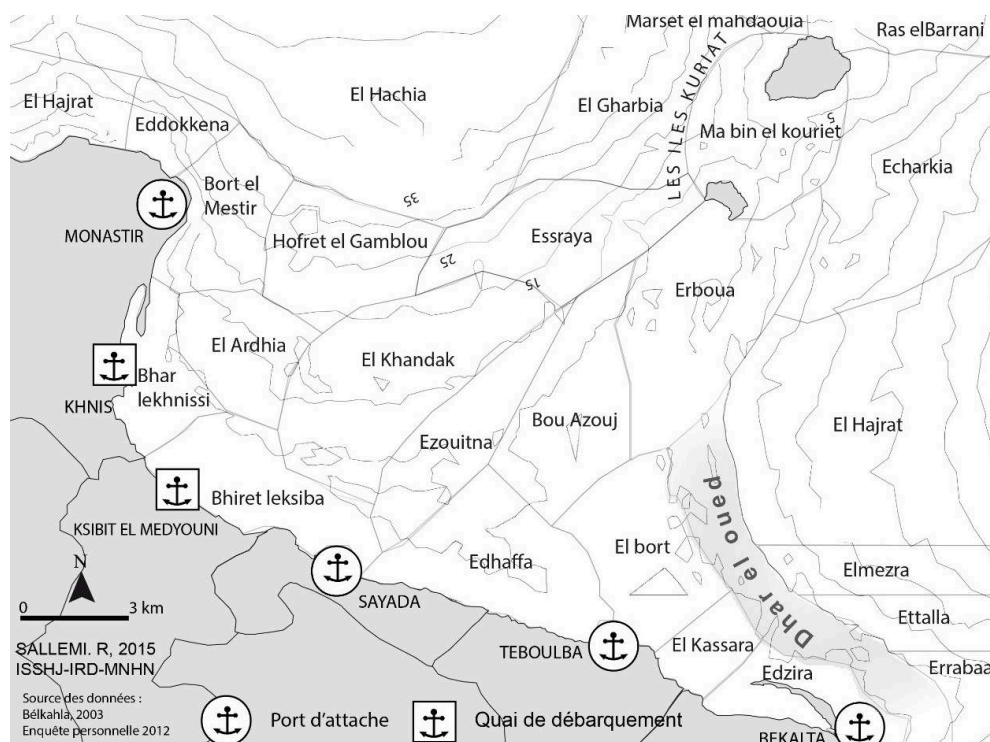 Marset el mahdaouia
Ras elBarrani
El Hajrat
El Hachia
El Gharbia
LES ILES KURIAT
Eddokkena
Ma bin el kouriet
5
Echarkia
Bort el
Mestir
35
MONASTIR
Hofret el Gamblou
Essraya
25
15
Erboua
El Ardhia
El Khandak
Bhar
lekhnissi
KHNIS
Bou Azouj
El Hajrat
Ezouitna
Bhiret leksiba
KSIBIT EL MEDYOUNI
Dhar el oued
El bort
Edhaffa
Elmezra
N
SAYADA
0 3 km
Ettalla
SALLEMI. R, 2015
ISSHJ-IRD-MNHN
TEBOULBA
El Kassara
Errabaa
Edzira
Source des données :
Bélkahla, 2003
Enquête personnelle 2012
Port d'attache
Quai de débarquement
BEKALTA